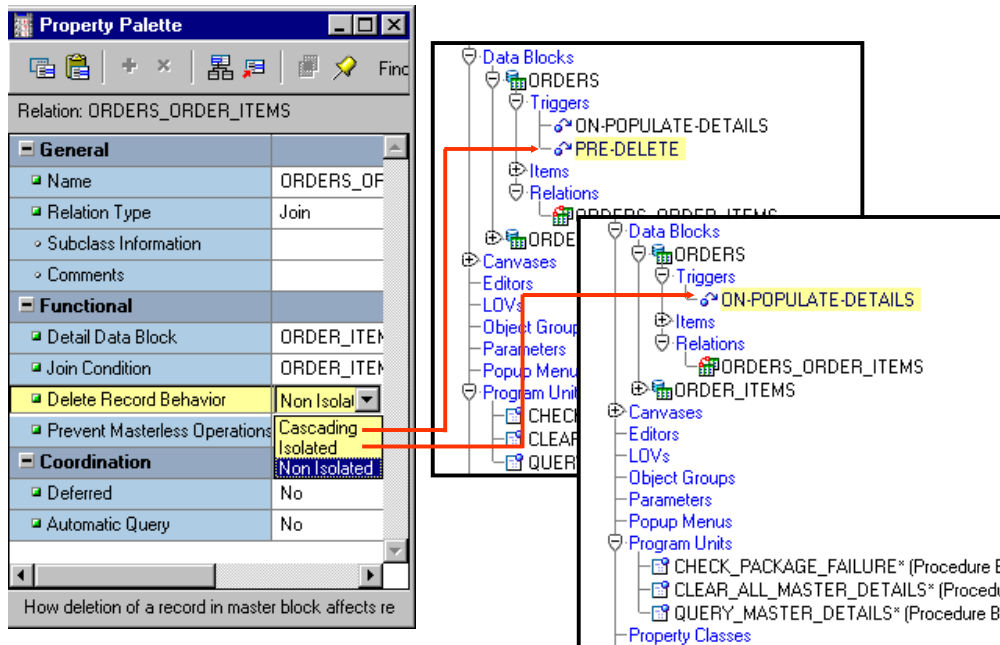 Property Palette
Find
Relation: ORDERS_ORDER_ITEMS
General
Name ORDERS_OF
Relation Type Join
Subclass Information
Comments
Functional
Detail Data Block ORDER_ITEM
Join Condition ORDER_ITEM
Delete Record Behavior Non Isolat
Cascading
Isolated
Non Isolated
Prevent Masterless Operations
Coordination
Deferred No
Automatic Query No
How deletion of a record in master block affects re
Data Blocks
ORDERS
Triggers
ON-POPULATE-DETAILS
PRE-DELETE
Items
Relations
ORDERS_ORDER_ITEMS
ORDE
Canvases
Editors
LOVs
Object Group
Parameters
Popup Menu
Program Unit
CHECK
CLEAR
QUER
Data Blocks
ORDERS
Triggers
ON-POPULATE-DETAILS
Items
Relations
ORDERS_ORDER_ITEMS
ORDER_ITEMS
Canvases
Editors
LOVs
Object Groups
Parameters
Popup Menus
Program Units
CHECK_PACKAGE_FAILURE* (Procedure B
CLEAR_ALL_MASTER_DETAILS* (Procedu
QUERY_MASTER_DETAILS* (Procedure B
Property Classes